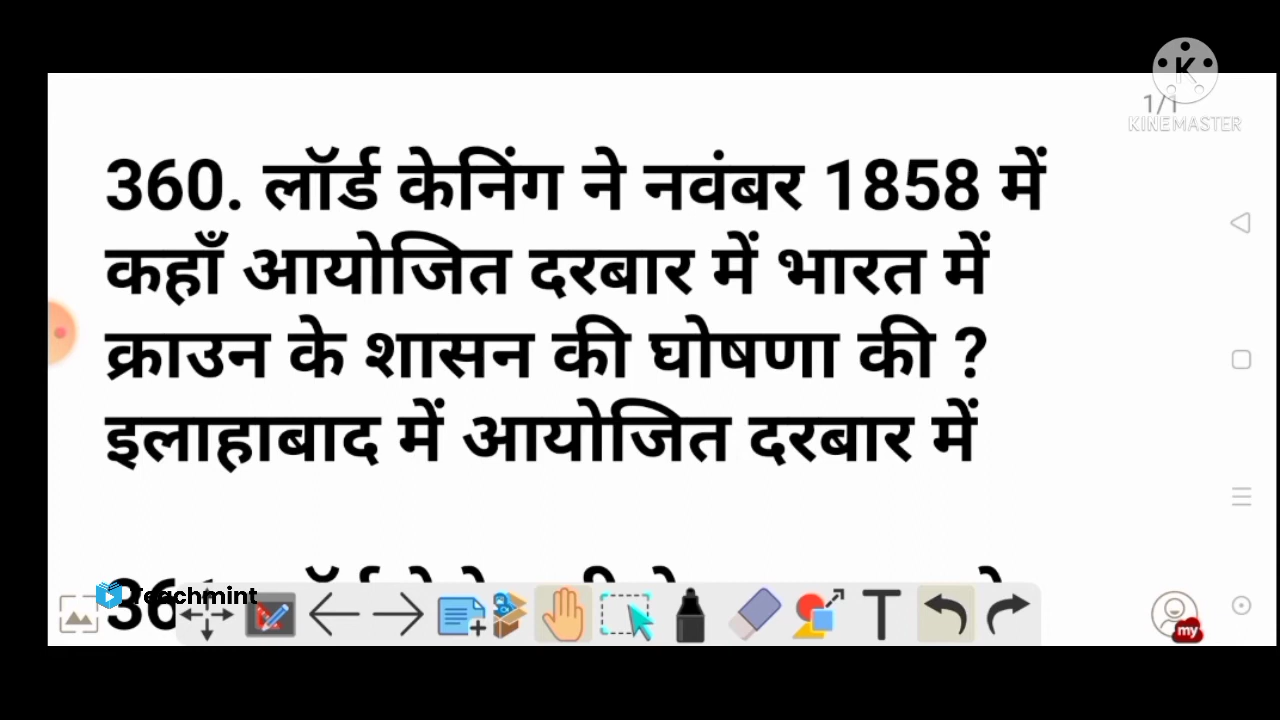 1/1
KINEMASTER
360. लॉर्ड केनिंग ने नवंबर 1858 में
कहाँ आयोजित दरबार में भारत में
क्राउन के शासन की घोषणा की ?
इलाहाबाद में आयोजित दरबार में
Teachmint
my